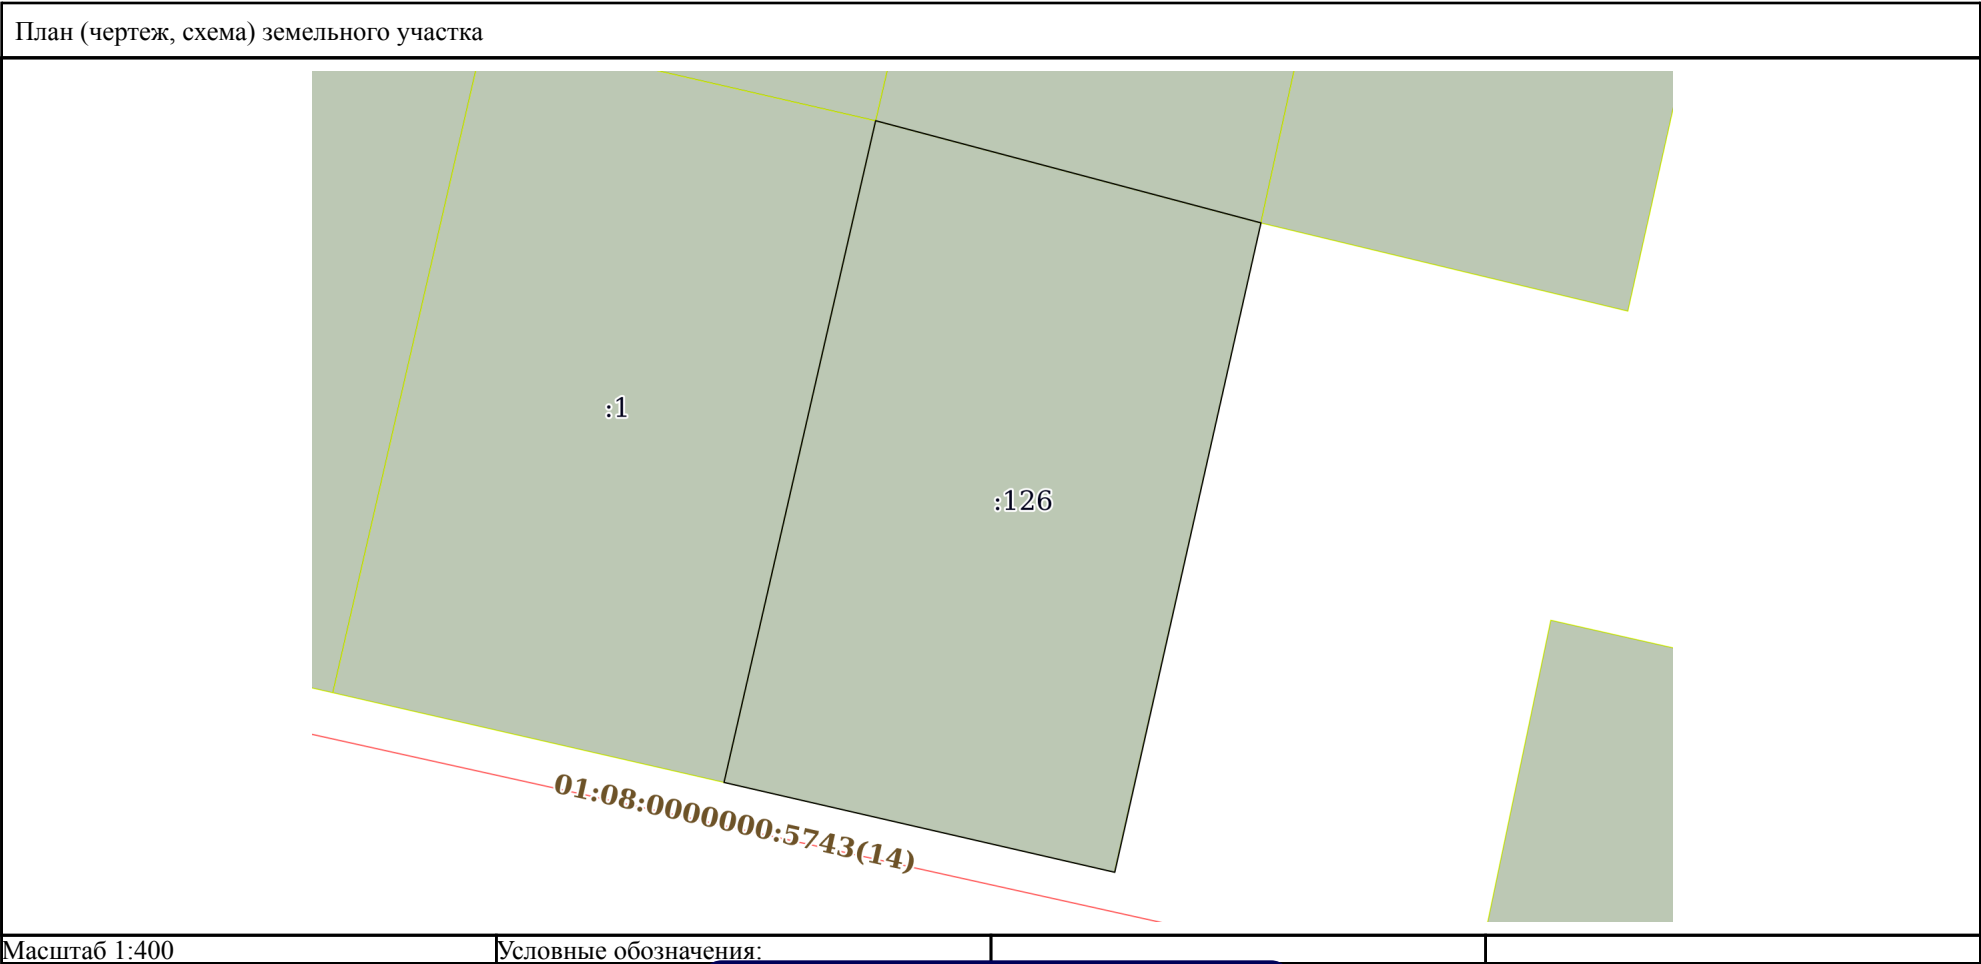 План (чертеж, схема) земельного участка
:1
:126
01:08:0000000:5743(14)
Масштаб 1:400
Условные обозначения: